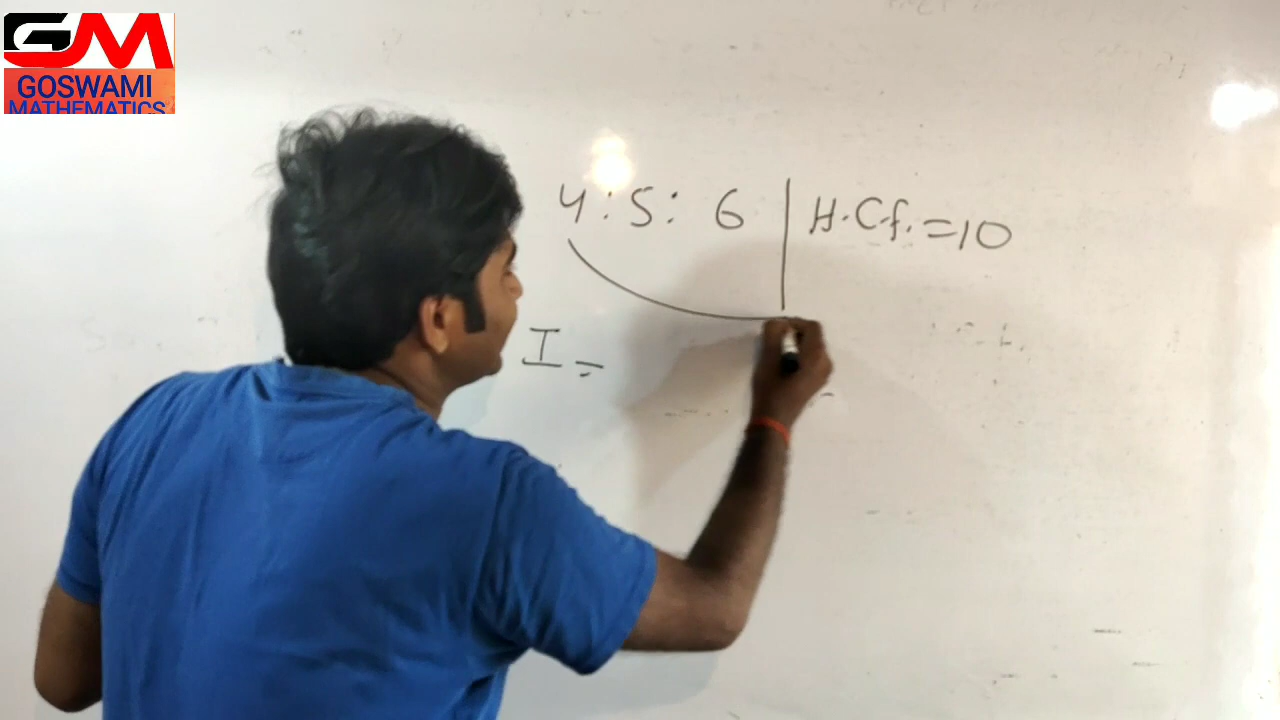 GM
GOSWAMI
MATHEMATICS
4 : 5 : 6 | H.C.f. = 10
I =